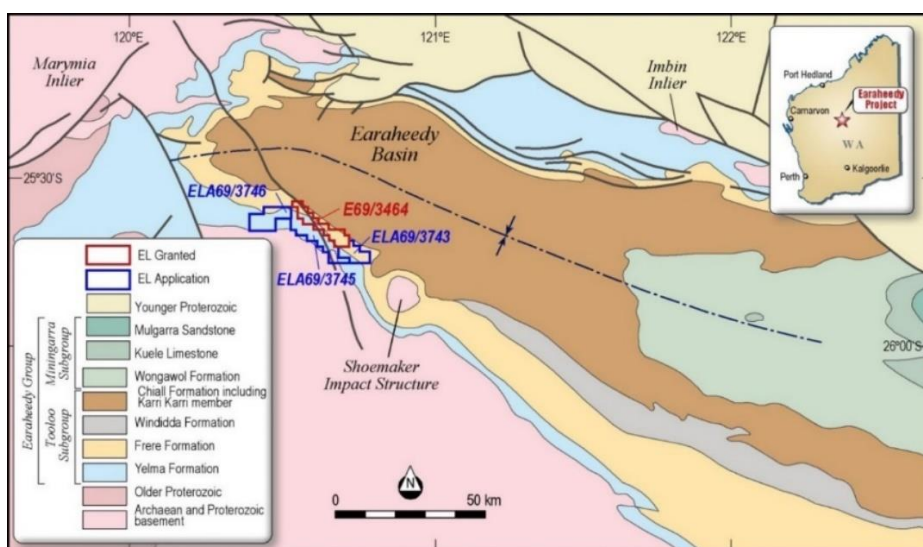 120°E
121°E
122°E
Marymia
Inlier
Imbin
Inlier
Port Hedland
Earaheedy
Project
Carnarvon
WA
Perth
Kalgoorlie
Earaheedy
Basin
25°30'S
ELA69/3746
E69/3464
ELA69/3743
ELA69/3745
26°00'S
Shoemaker
Impact Structure
EL Granted
EL Application
Younger Proterozoic
Earaheedy Group
Miningarra
Subgroup
Mulgarra Sandstone
Kuele Limestone
Wongawol Formation
Tooloo
Subgroup
Chiall Formation including
Karri Karri member
Windidda Formation
Frere Formation
Yelma Formation
Older Proterozoic
Archaean and Proterozoic
basement
N
0
50 km